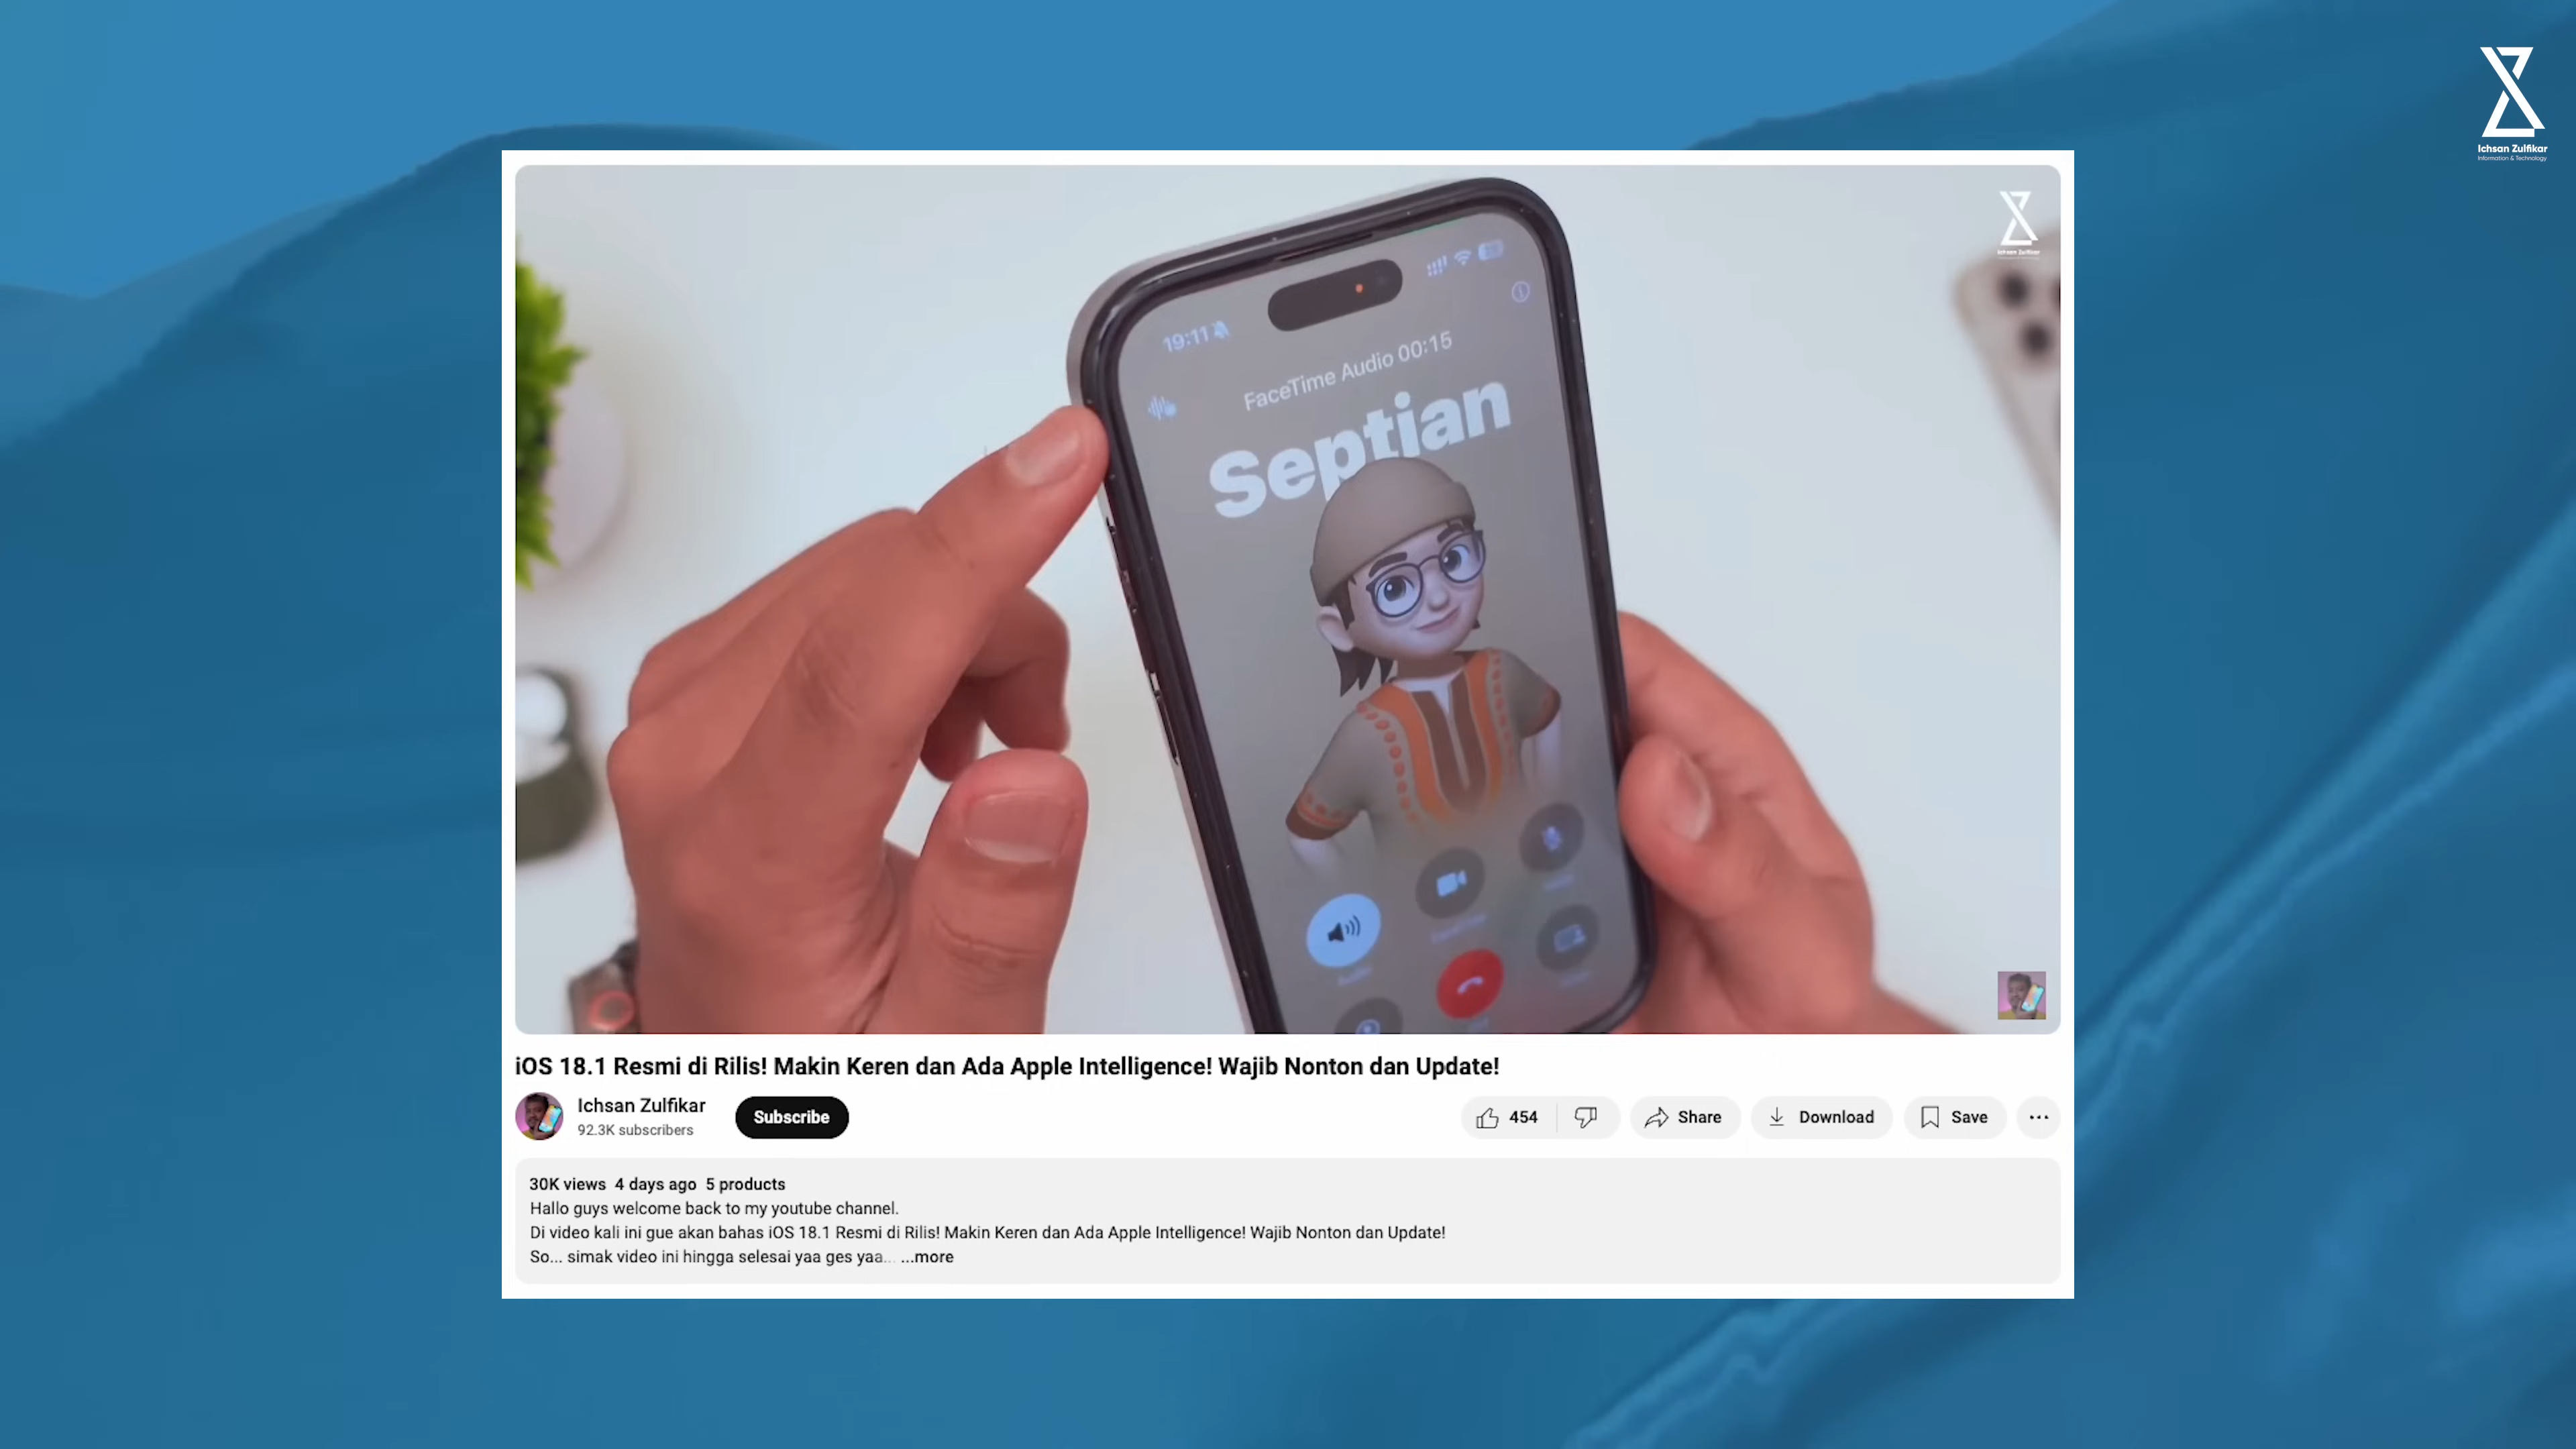 Ichsan Zulfikar
Information & Technology
Ichsan Zulfikar
19:11
FaceTime Audio 00:15
Septian
iOS 18.1 Resmi di Rilis! Makin Keren dan Ada Apple Intelligence! Wajib Nonton dan Update!
Ichsan Zulfikar
92.3K subscribers
Subscribe
454
Share
Download
Save
30K views 4 days ago 5 products
Hallo guys welcome back to my youtube channel.
Di video kali ini gue akan bahas iOS 18.1 Resmi di Rilis! Makin Keren dan Ada Apple Intelligence! Wajib Nonton dan Update!
So... simak video ini hingga selesai yaa ges yaa... ...more